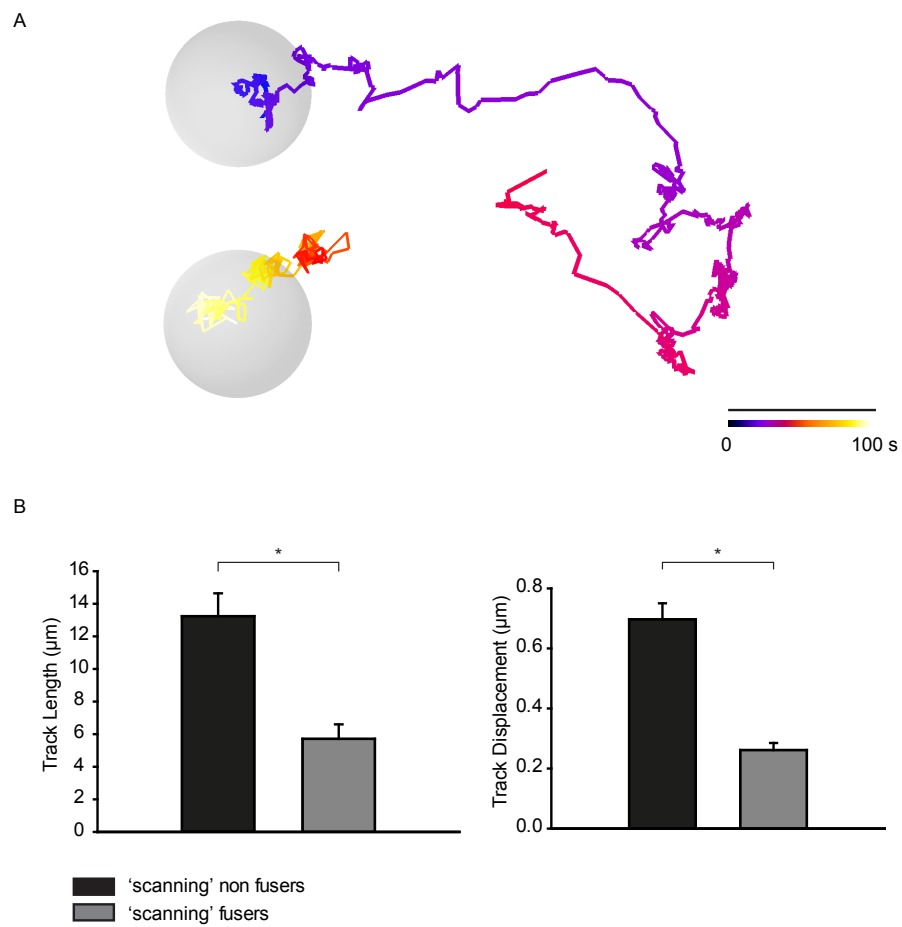 A
0
100 s
B
*
*
16
14
12
10
8
6
4
2
0
Track Length (µm)
0.8
0.6
0.4
0.2
0.0
Track Displacement (µm)
'scanning' non fusers
'scanning' fusers